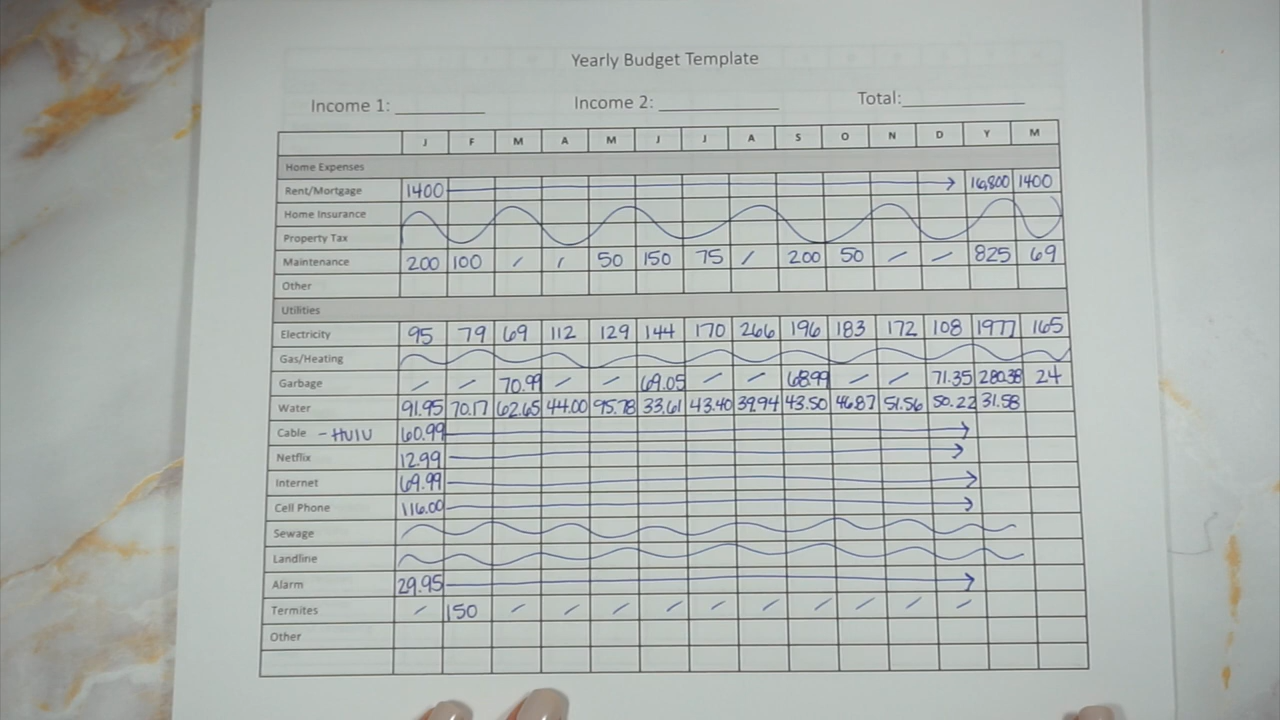 Yearly Budget Template
Income 1: Income 2: Total:
J F M A M J J A S O N D Y M
Home Expenses
Rent/Mortgage 1400 16,800 1400
Home Insurance
Property Tax
Maintenance 200 100 50 150 75 200 50 825 69
Other
Utilities
Electricity 95 79 69 112 129 144 170 266 196 183 172 108 1977 165
Gas/Heating
Garbage 70.99 69.05 68.99 71.35 280.38 24
Water 91.95 70.17 62.65 44.00 95.78 33.61 43.40 39.94 43.50 46.87 51.56 50.22 31.58
Cable - HUlU 60.99
Netflix 12.99
Internet 69.99
Cell Phone 116.00
Sewage
Landline
Alarm 29.95
Termites 150
Other